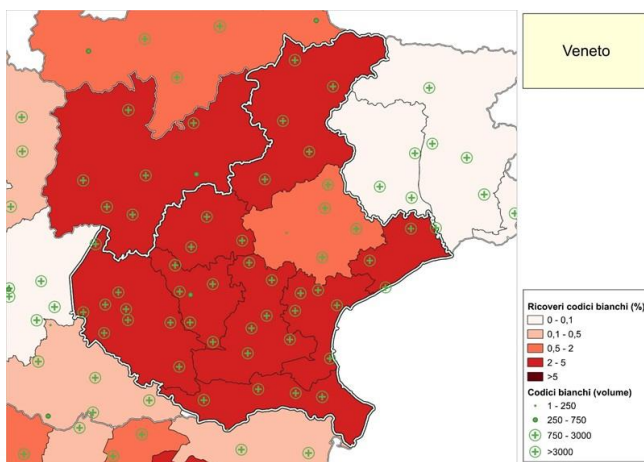 Veneto
Ricoveri codici bianchi (%)
0 - 0,1
0,1 - 0,5
0,5 - 2
2 - 5
>5
Codici bianchi (volume)
1 - 250
250 - 750
750 - 3000
>3000